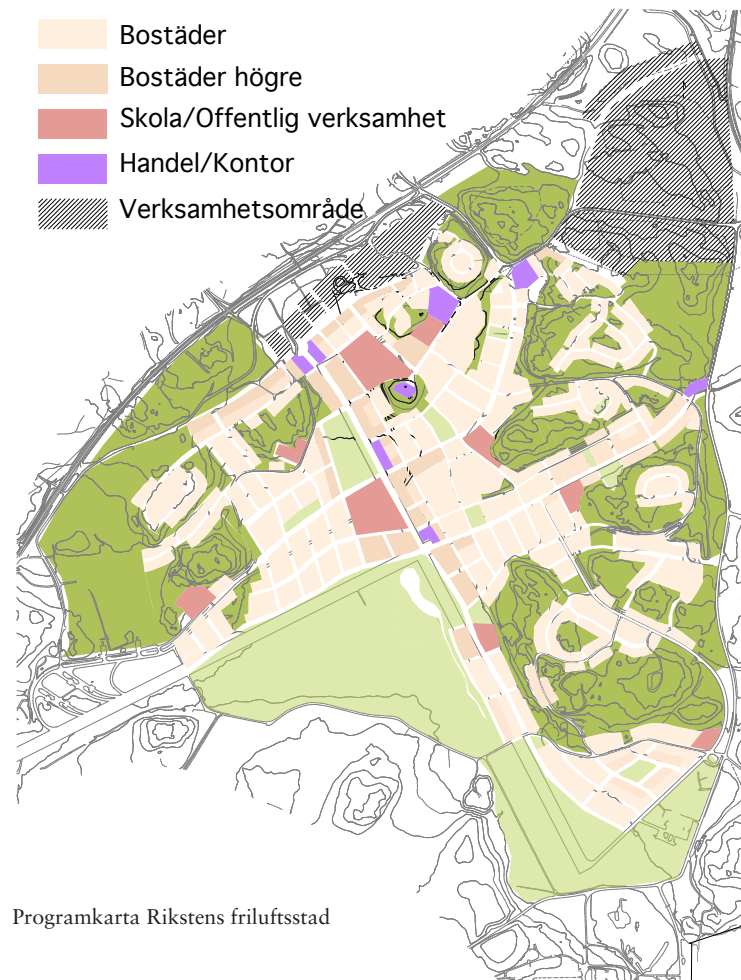 Bostäder
Bostäder högre
Skola/Offentlig verksamhet
Handel/Kontor
Verksamhetsområde
Programkarta Rikstens friluftsstad